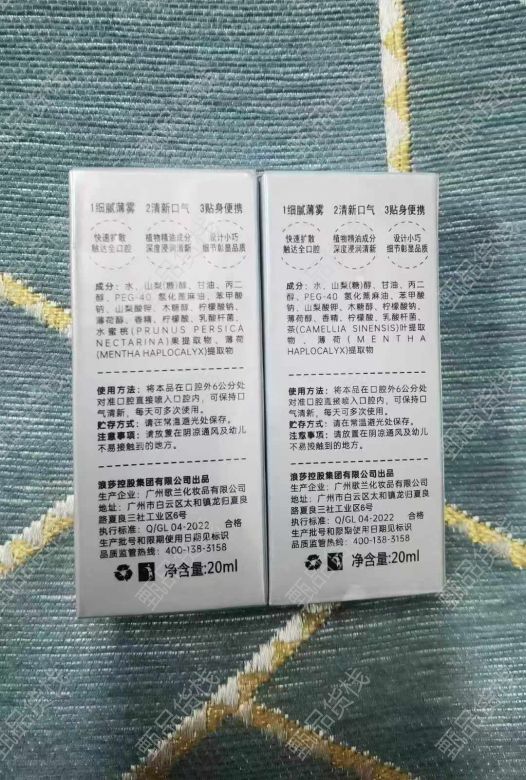 1细腻薄雾 2清新口气 3贴身便携
快速扩散 植物精油成分 设计小巧
触达全口腔 深度浸润清新 细节彰显品质
成分：水、山梨(糖)醇、甘油、丙二
醇、PEG-40 氢化蓖麻油、苯甲酸
钠、山梨酸钾、木糖醇、柠檬酸钠、
薄荷醇、香精、柠檬酸、乳酸杆菌、
水蜜桃(PRUNUS PERSICA
NECTARINA)果提取物、薄荷
(MENTHA HAPLOCALYX)提取物
使用方法：将本品在口腔外6公分处
对准口腔直接喷入口腔内，可保持口
气清新，每天可多次使用。
贮存方式：请在常温避光处保存。
注意事项：请放置在阴凉通风及幼儿
不易接触到的地方。
浪莎控股集团有限公司出品
生产企业：广州歌兰化妆品有限公司
地址：广州市白云区太和镇龙归夏良
路夏良三社工业区6号
执行标准：Q/GL 04-2022 合格
生产批号和限期使用日期见标识
品质监管热线：400-138-3158
净含量:20ml
1细腻薄雾 2清新口气 3贴身便携
快速扩散 植物精油成分 设计小巧
触达全口腔 深度浸润清新 细节彰显品质
成分：水、山梨(糖)醇、甘油、丙二
醇、PEG-40 氢化蓖麻油、苯甲酸
钠、山梨酸钾、木糖醇、柠檬酸钠、
薄荷醇、香精、柠檬酸、乳酸杆菌、
茶(CAMELLIA SINENSIS)叶提取
物、薄荷(MENTHA
HAPLOCALYX)提取物
使用方法：将本品在口腔外6公分处
对准口腔直接喷入口腔内，可保持口
气清新，每天可多次使用。
贮存方式：请在常温避光处保存。
注意事项：请放置在阴凉通风及幼儿
不易接触到的地方。
浪莎控股集团有限公司出品
生产企业：广州歌兰化妆品有限公司
地址：广州市白云区太和镇龙归夏良
路夏良三社工业区6号
执行标准：Q/GL 04-2022 合格
生产批号和限期使用日期见标识
品质监管热线：400-138-3158
净含量:20ml
甄品货栈